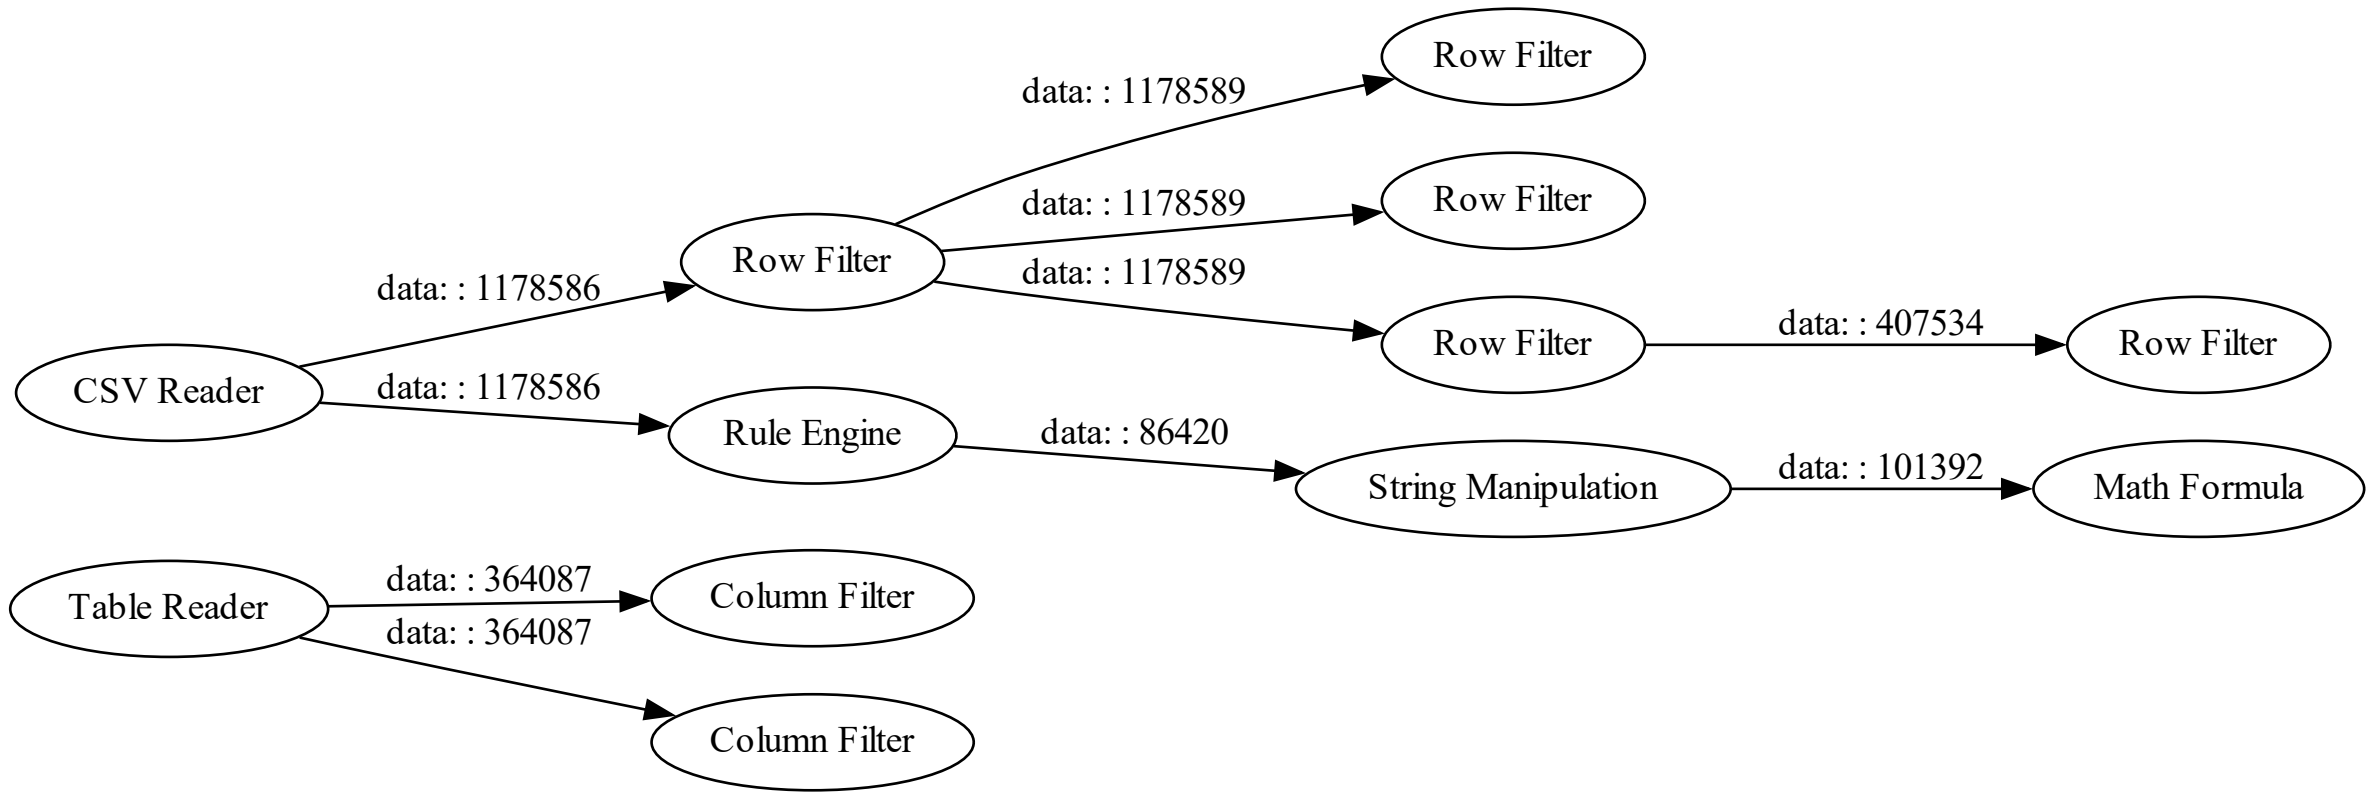 Row Filter
data: : 1178589
Row Filter
data: : 1178589
Row Filter
data: : 1178589
data: : 1178586
Row Filter
data: : 407534
Row Filter
CSV Reader
data: : 1178586
Rule Engine
data: : 86420
String Manipulation
data: : 101392
Math Formula
Table Reader
data: : 364087
Column Filter
data: : 364087
Column Filter